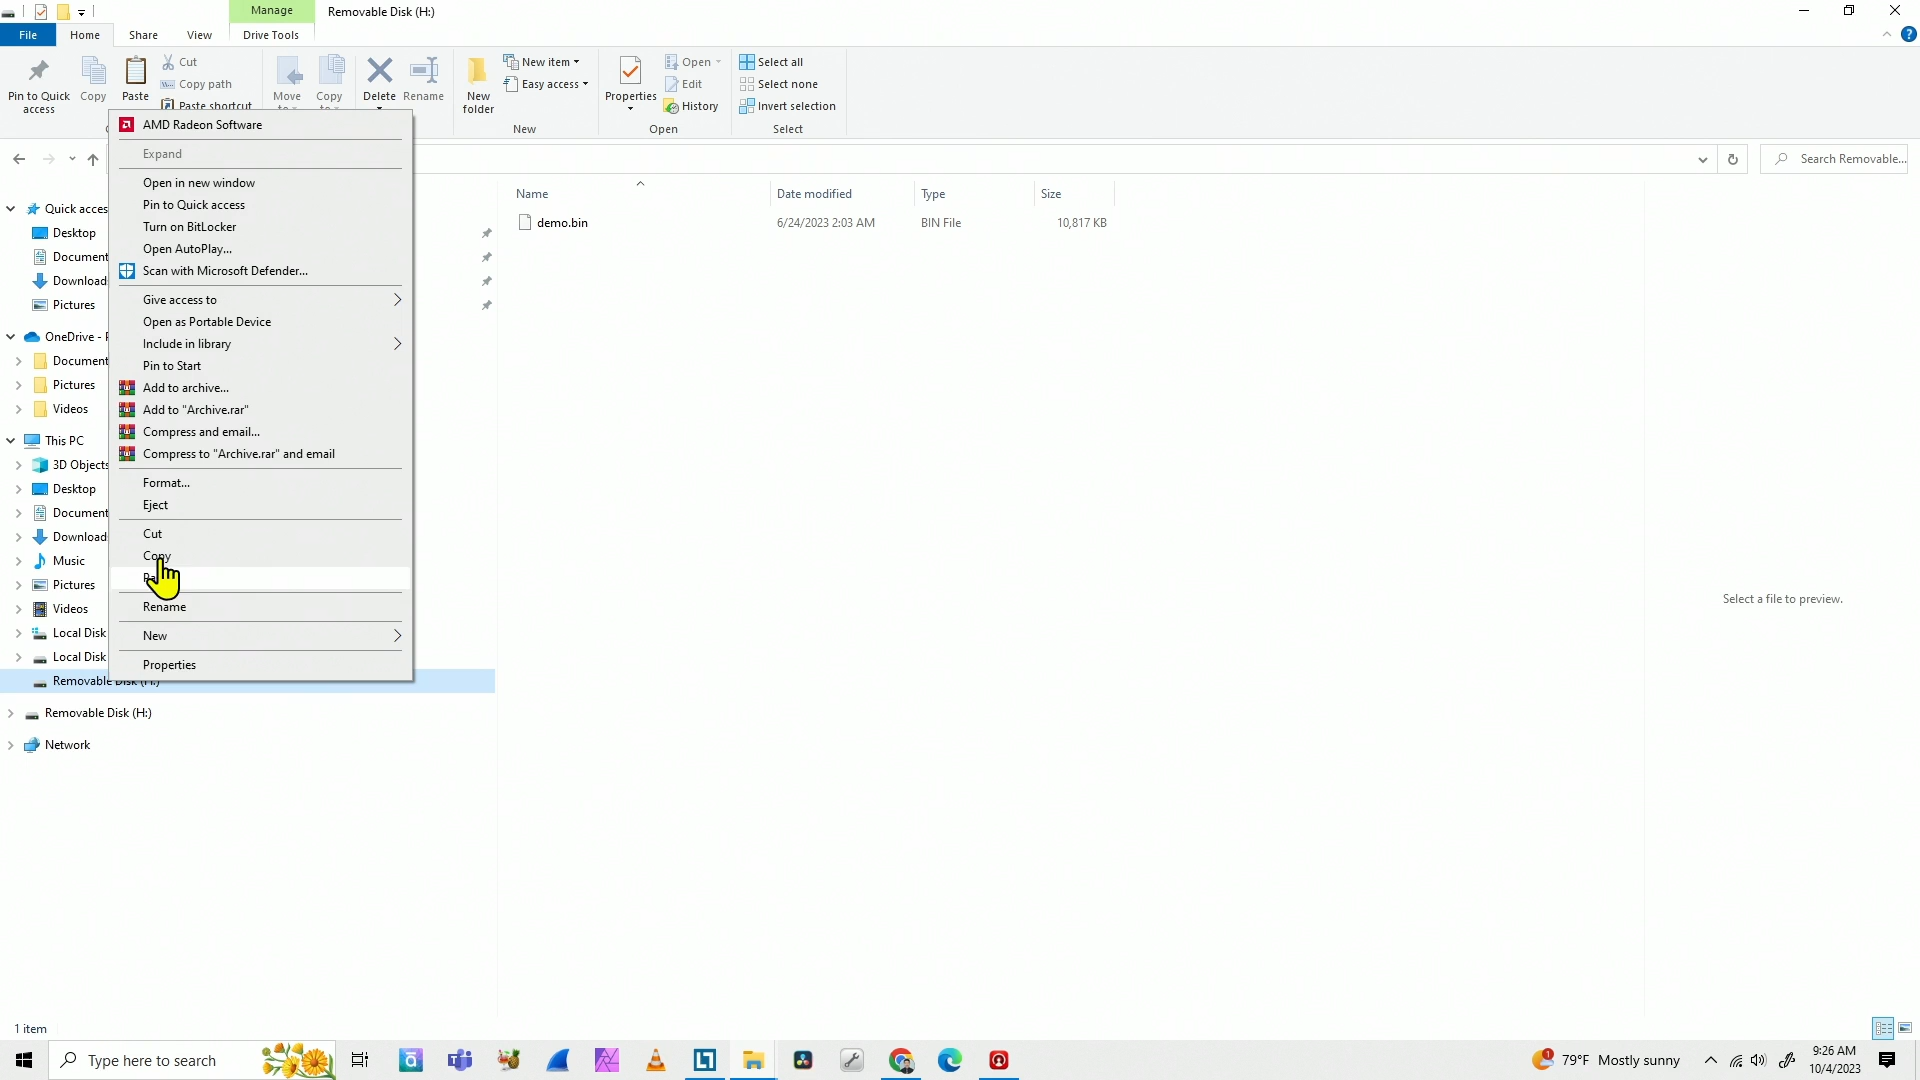 Manage
Removable Disk (H:)
File
Home
Share
View
Drive Tools
Pin to Quick access
Copy
Paste
Cut
Copy path
Paste shortcut
Move
Copy
Delete
Rename
New folder
New item
Easy access
New
Properties
Open
Edit
History
Open
Select all
Select none
Invert selection
Select
Search Removable...
AMD Radeon Software
Expand
Open in new window
Pin to Quick access
Turn on BitLocker
Open AutoPlay...
Scan with Microsoft Defender...
Give access to
Open as Portable Device
Include in library
Pin to Start
Add to archive...
Add to "Archive.rar"
Compress and email...
Compress to "Archive.rar" and email
Format...
Eject
Cut
Copy
Rename
New
Properties
Quick acces
Desktop
Document
Download
Pictures
OneDrive -
Document
Pictures
Videos
This PC
3D Objects
Desktop
Document
Download
Music
Pictures
Videos
Local Disk
Local Disk
Removable Disk (H:)
Removable Disk (H:)
Network
Name
Date modified
Type
Size
demo.bin
6/24/2023 2:03 AM
BIN File
10,817 KB
Select a file to preview.
1 item
Type here to search
79°F Mostly sunny
9:26 AM
10/4/2023